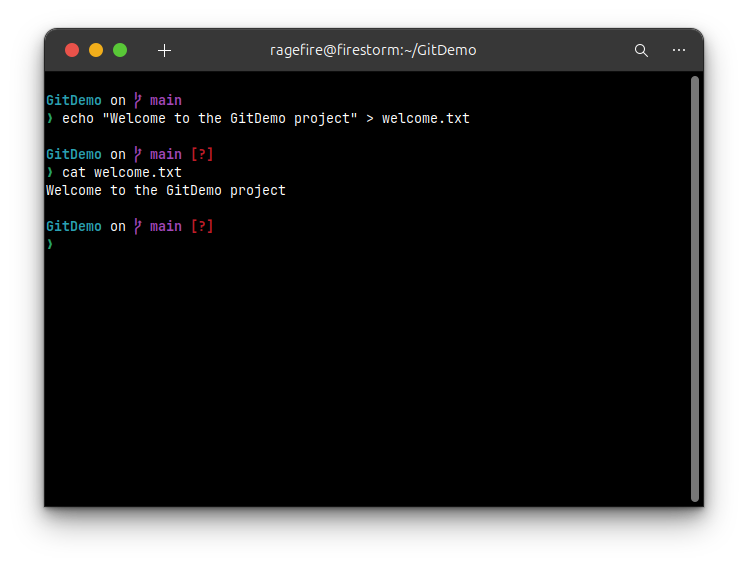 ragefire@firestorm:~/GitDemo
GitDemo on main
❯ echo "Welcome to the GitDemo project" > welcome.txt
GitDemo on main [?]
❯ cat welcome.txt
Welcome to the GitDemo project
GitDemo on main [?]
❯